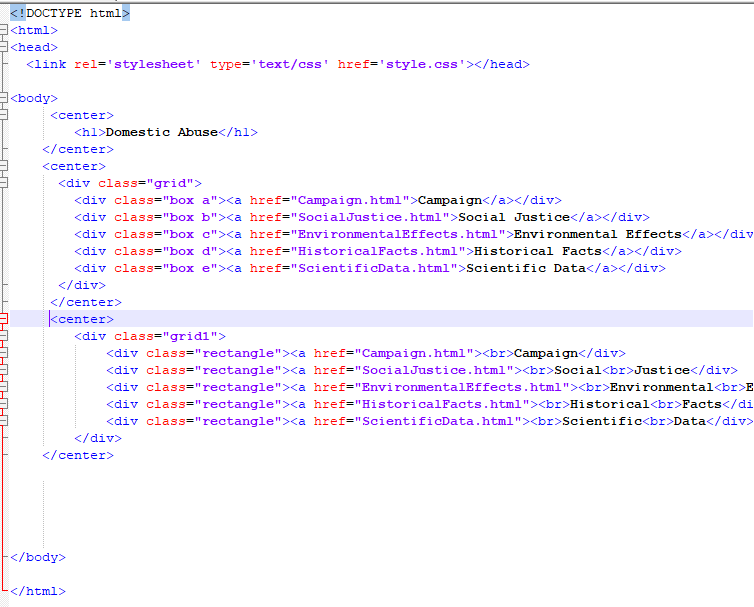 <!DOCTYPE html>
<html>
<head>
<link rel='stylesheet' type='text/css' href='style.css'></head>
<body>
<center>
<h1>Domestic Abuse</h1>
</center>
<center>
<div class="grid">
<div class="box a"><a href="Campaign.html">Campaign</a></div>
<div class="box b"><a href="SocialJustice.html">Social Justice</a></div>
<div class="box c"><a href="EnvironmentalEffects.html">Environmental Effects</a></div
<div class="box d"><a href="HistoricalFacts.html">Historical Facts</a></div>
<div class="box e"><a href="ScientificData.html">Scientific Data</a></div>
</div>
</center>
<center>
<div class="grid1">
<div class="rectangle"><a href="Campaign.html"><br>Campaign</div>
<div class="rectangle"><a href="SocialJustice.html"><br>Social<br>Justice</div>
<div class="rectangle"><a href="EnvironmentalEffects.html"><br>Environmental<br>E
<div class="rectangle"><a href="HistoricalFacts.html"><br>Historical<br>Facts</di
<div class="rectangle"><a href="ScientificData.html"><br>Scientific<br>Data</div>
</div>
</center>
</body>
</html>